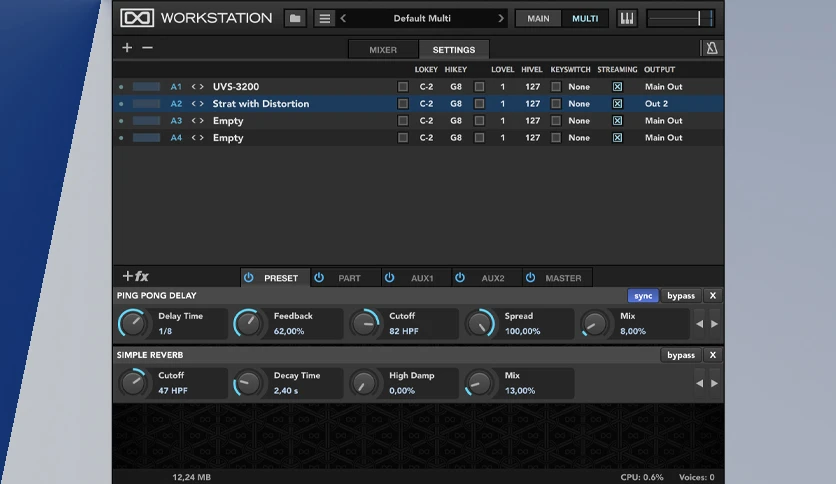 WORKSTATION Default Multi MAIN MULTI
+ − MIXER SETTINGS
LOKEY HIKEY LOVEL HIVEL KEYSWITCH STREAMING OUTPUT
A1 <> UVS-3200 C-2 G8 1 127 None Main Out
A2 <> Strat with Distortion C-2 G8 1 127 None Out 2
A3 <> Empty C-2 G8 1 127 None Main Out
A4 <> Empty C-2 G8 1 127 None Main Out
+fx PRESET PART AUX1 AUX2 MASTER
PING PONG DELAY sync bypass X
Delay Time Feedback Cutoff Spread Mix
1/8 62,00% 82 HPF 100,00% 8,00%
SIMPLE REVERB bypass X
Cutoff Decay Time High Damp Mix
47 HPF 2,40 s 0,00% 13,00%
12,24 MB CPU: 0.6% Voices: 0